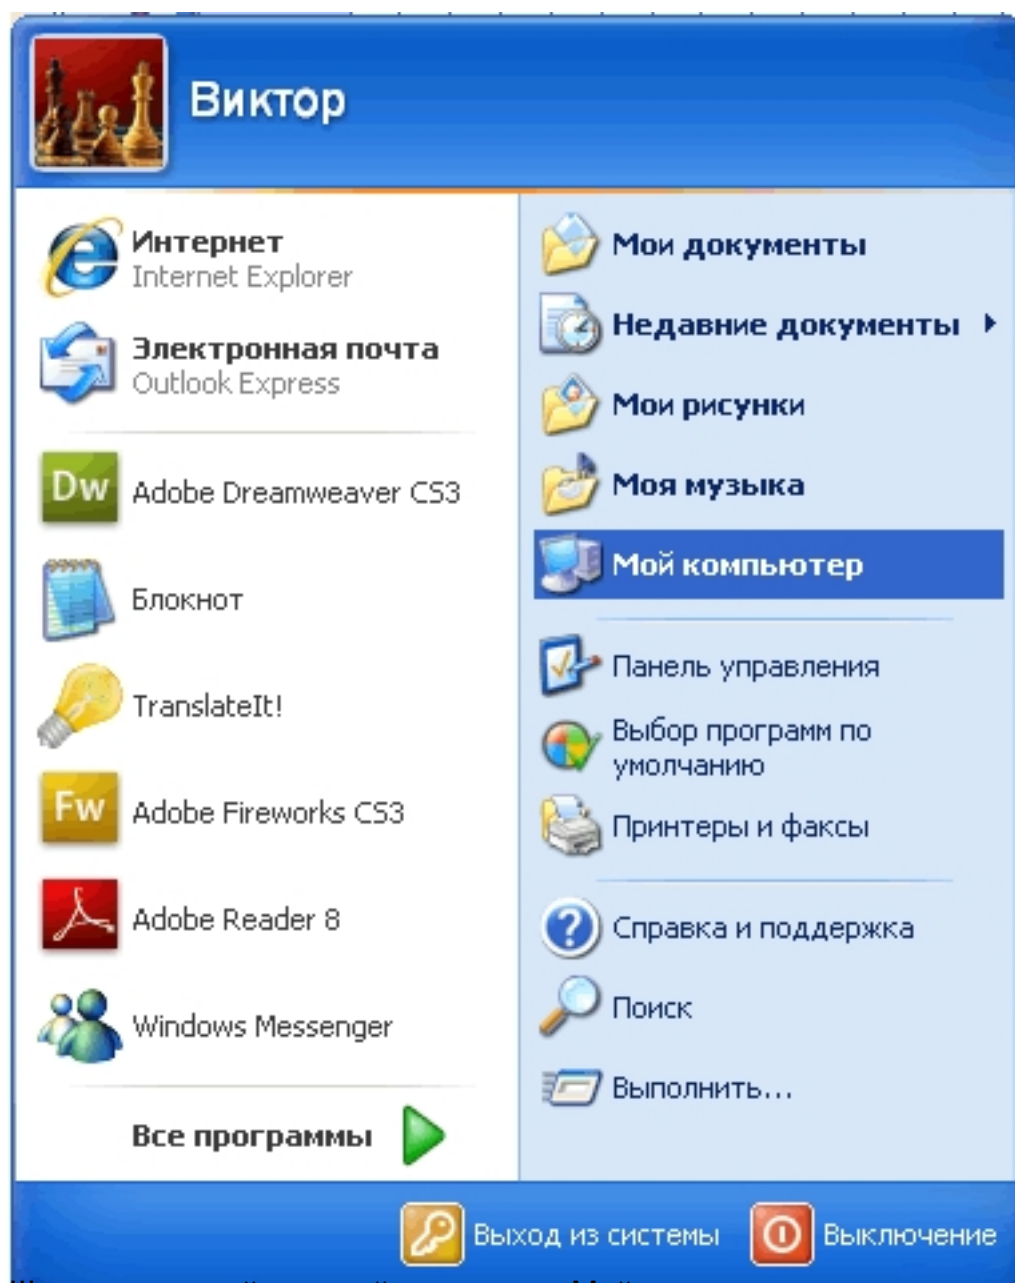 Виктор
Интернет
Internet Explorer
Электронная почта
Outlook Express
Dw Adobe Dreamweaver CS3
Блокнот
TranslateIt!
Fw Adobe Fireworks CS3
Adobe Reader 8
Windows Messenger
Все программы
Мои документы
Недавние документы
Мои рисунки
Моя музыка
Мой компьютер
Панель управления
Выбор программ по
умолчанию
Принтеры и факсы
Справка и поддержка
Поиск
Выполнить...
Выход из системы
Выключение